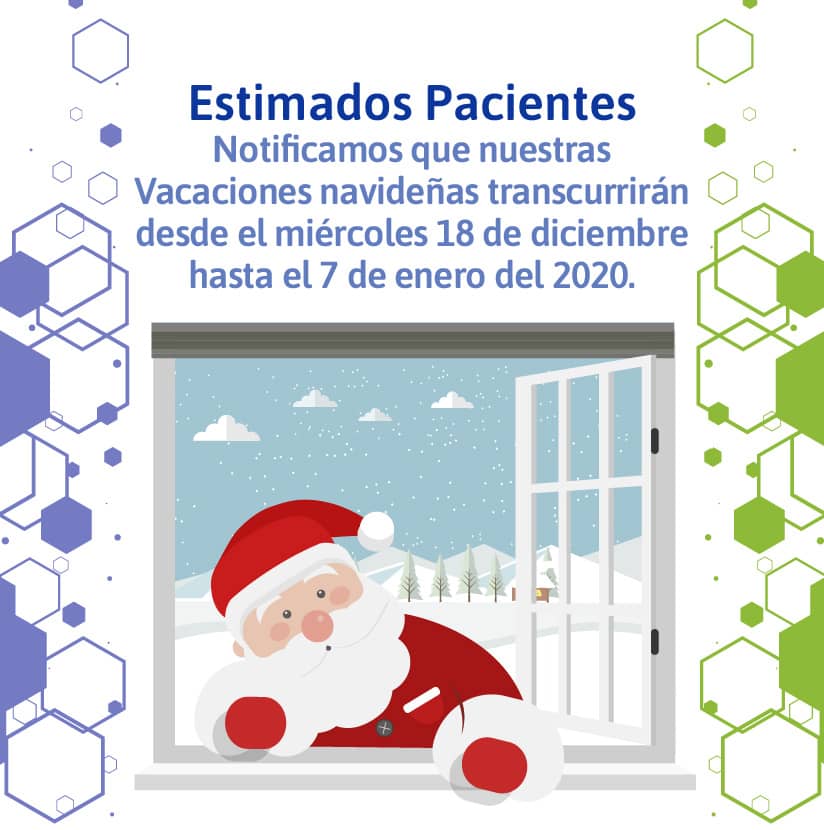 Estimados Pacientes
Notificamos que nuestras
Vacaciones navideñas transcurrirán
desde el miércoles 18 de diciembre
hasta el 7 de enero del 2020.